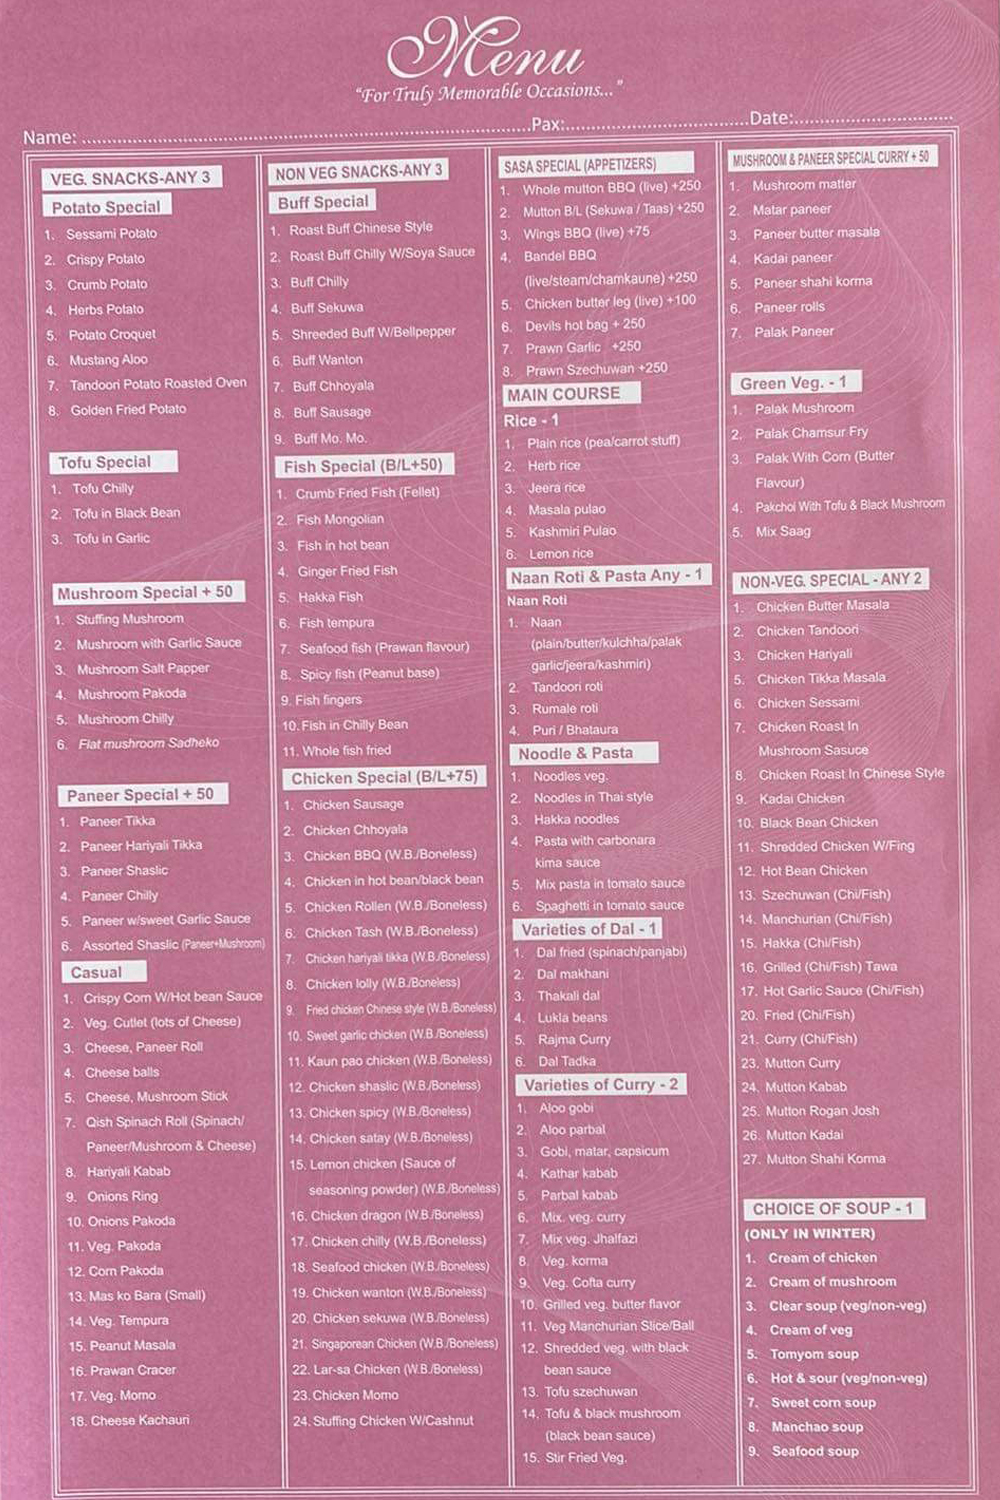 Menu
"For Truly Memorable Occasions..."
Name: Pax: Date:
VEG. SNACKS-ANY 3
Potato Special
1. Sessami Potato
2. Crispy Potato
3. Crumb Potato
4. Herbs Potato
5. Potato Croquet
6. Mustang Aloo
7. Tandoori Potato Roasted Oven
8. Golden Fried Potato
Tofu Special
1. Tofu Chilly
2. Tofu in Black Bean
3. Tofu in Garlic
Mushroom Special + 50
1. Stuffing Mushroom
2. Mushroom with Garlic Sauce
3. Mushroom Salt Papper
4. Mushroom Pakoda
5. Mushroom Chilly
6. Flat mushroom Sadheko
Paneer Special + 50
1. Paneer Tikka
2. Paneer Hariyali Tikka
3. Paneer Shaslic
4. Paneer Chilly
5. Paneer w/sweet Garlic Sauce
6. Assorted Shaslic (Paneer+Mushroom)
Casual
1. Crispy Corn W/Hot bean Sauce
2. Veg. Cutlet (lots of Cheese)
3. Cheese, Paneer Roll
4. Cheese balls
5. Cheese, Mushroom Stick
7. Qish Spinach Roll (Spinach/
Paneer/Mushroom & Cheese)
8. Hariyali Kabab
9. Onions Ring
10. Onions Pakoda
11. Veg. Pakoda
12. Corn Pakoda
13. Mas ko Bara (Small)
14. Veg. Tempura
15. Peanut Masala
16. Prawan Cracer
17. Veg. Momo
18. Cheese Kachauri
NON VEG SNACKS-ANY 3
Buff Special
1. Roast Buff Chinese Style
2. Roast Buff Chilly W/Soya Sauce
3. Buff Chilly
4. Buff Sekuwa
5. Shreeded Buff W/Bellpepper
6. Buff Wanton
7. Buff Chhoyala
8. Buff Sausage
9. Buff Mo. Mo.
Fish Special (B/L+50)
1. Crumb Fried Fish (Fellet)
2. Fish Mongolian
3. Fish in hot bean
4. Ginger Fried Fish
5. Hakka Fish
6. Fish tempura
7. Seafood fish (Prawan flavour)
8. Spicy fish (Peanut base)
9. Fish fingers
10. Fish in Chilly Bean
11. Whole fish fried
Chicken Special (B/L+75)
1. Chicken Sausage
2. Chicken Chhoyala
3. Chicken BBQ (W.B./Boneless)
4. Chicken in hot bean/black bean
5. Chicken Rollen (W.B./Boneless)
6. Chicken Tash (W.B./Boneless)
7. Chicken hariyali tikka (W.B./Boneless)
8. Chicken lolly (W.B./Boneless)
9. Fried chicken Chinese style (W.B./Boneless)
10. Sweet garlic chicken (W.B./Boneless)
11. Kaun pao chicken (W.B./Boneless)
12. Chicken shaslic (W.B./Boneless)
13. Chicken spicy (W.B./Boneless)
14. Chicken satay (W.B./Boneless)
15. Lemon chicken (Sauce of
seasoning powder) (W.B./Boneless)
16. Chicken dragon (W.B./Boneless)
17. Chicken chilly (W.B./Boneless)
18. Seafood chicken (W.B./Boneless)
19. Chicken wanton (W.B./Boneless)
20. Chicken sekuwa (W.B./Boneless)
21. Singaporean Chicken (W.B./Boneless)
22. Lar-sa Chicken (W.B./Boneless)
23. Chicken Momo
24. Stuffing Chicken W/Cashnut
SASA SPECIAL (APPETIZERS)
1. Whole mutton BBQ (live) +250
2. Mutton B/L (Sekuwa / Taas) +250
3. Wings BBQ (live) +75
4. Bandel BBQ
(live/steam/chamkaune) +250
5. Chicken butter leg (live) +100
6. Devils hot bag + 250
7. Prawn Garlic +250
8. Prawn Szechuwan +250
MAIN COURSE
Rice - 1
1. Plain rice (pea/carrot stuff)
2. Herb rice
3. Jeera rice
4. Masala pulao
5. Kashmiri Pulao
6. Lemon rice
Naan Roti & Pasta Any - 1
Naan Roti
1. Naan
(plain/butter/kulchha/palak
garlic/jeera/kashmiri)
2. Tandoori roti
3. Rumale roti
4. Puri / Bhataura
Noodle & Pasta
1. Noodles veg.
2. Noodles in Thai style
3. Hakka noodles
4. Pasta with carbonara
kima sauce
5. Mix pasta in tomato sauce
6. Spaghetti in tomato sauce
Varieties of Dal - 1
1. Dal fried (spinach/panjabi)
2. Dal makhani
3. Thakali dal
4. Lukla beans
5. Rajma Curry
6. Dal Tadka
Varieties of Curry - 2
1. Aloo gobi
2. Aloo parbal
3. Gobi, matar, capsicum
4. Kathar kabab
5. Parbal kabab
6. Mix. veg. curry
7. Mix veg. Jhalfazi
8. Veg. korma
9. Veg. Cofta curry
10. Grilled veg. butter flavor
11. Veg Manchurian Slice/Ball
12. Shredded veg. with black
bean sauce
13. Tofu szechuwan
14. Tofu & black mushroom
(black bean sauce)
15. Stir Fried Veg.
MUSHROOM & PANEER SPECIAL CURRY + 50
1. Mushroom matter
2. Matar paneer
3. Paneer butter masala
4. Kadai paneer
5. Paneer shahi korma
6. Paneer rolls
7. Palak Paneer
Green Veg. - 1
1. Palak Mushroom
2. Palak Chamsur Fry
3. Palak With Corn (Butter
Flavour)
4. Pakchoi With Tofu & Black Mushroom
5. Mix Saag
NON-VEG. SPECIAL - ANY 2
1. Chicken Butter Masala
2. Chicken Tandoori
3. Chicken Hariyali
5. Chicken Tikka Masala
6. Chicken Sessami
7. Chicken Roast In
Mushroom Sasuce
8. Chicken Roast In Chinese Style
9. Kadai Chicken
10. Black Bean Chicken
11. Shredded Chicken W/Fing
12. Hot Bean Chicken
13. Szechuwan (Chi/Fish)
14. Manchurian (Chi/Fish)
15. Hakka (Chi/Fish)
16. Grilled (Chi/Fish) Tawa
17. Hot Garlic Sauce (Chi/Fish)
20. Fried (Chi/Fish)
21. Curry (Chi/Fish)
23. Mutton Curry
24. Mutton Kabab
25. Mutton Rogan Josh
26. Mutton Kadai
27. Mutton Shahi Korma
CHOICE OF SOUP - 1
(ONLY IN WINTER)
1. Cream of chicken
2. Cream of mushroom
3. Clear soup (veg/non-veg)
4. Cream of veg
5. Tomyom soup
6. Hot & sour (veg/non-veg)
7. Sweet corn soup
8. Manchao soup
9. Seafood soup